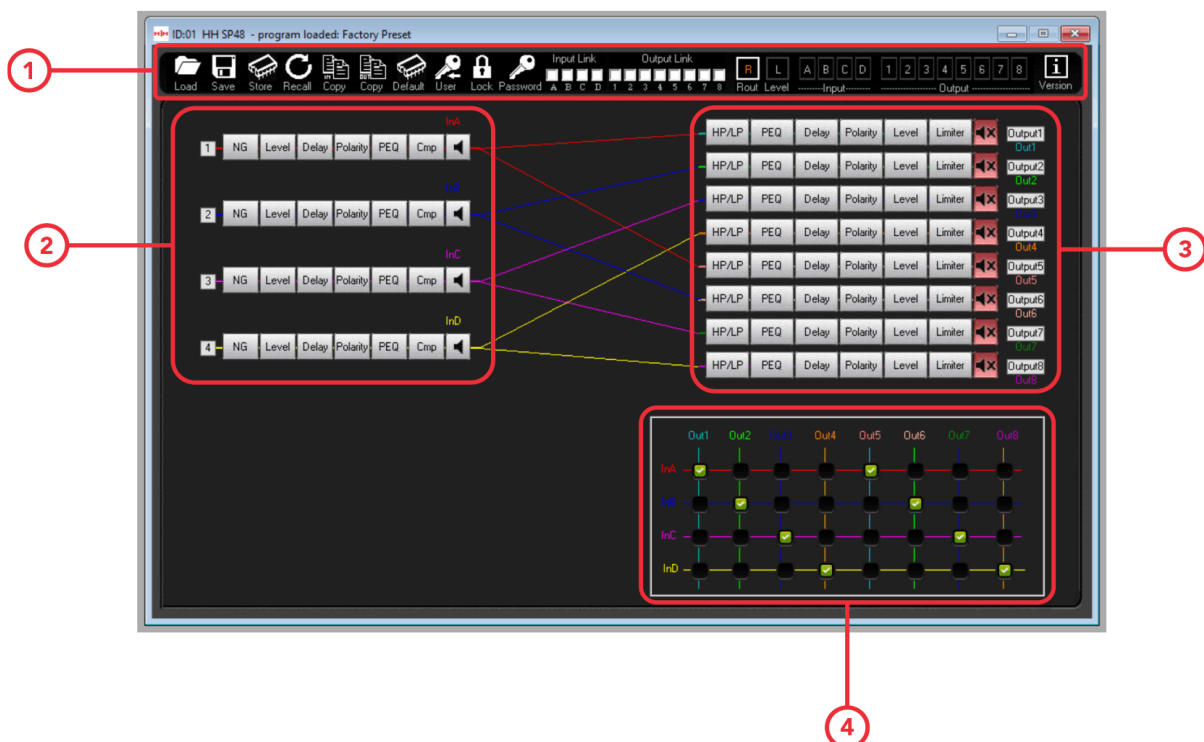 ID:01 HH SP48 - program loaded: Factory Preset
1
Load Save Store Recall Copy Copy Default User Lock Password
IN OUT
Input Link Output Link
A B C D 1 2 3 4 5 6 7 8
R L A B C D 1 2 3 4 5 6 7 8 i
Rout Level --------Input-------- ---------------- Output ---------------- Version
2
InA
1 NG Level Delay Polarity PEQ Cmp
InB
2 NG Level Delay Polarity PEQ Cmp
InC
3 NG Level Delay Polarity PEQ Cmp
InD
4 NG Level Delay Polarity PEQ Cmp
3
HP/LP PEQ Delay Polarity Level Limiter Output1
Out1
HP/LP PEQ Delay Polarity Level Limiter Output2
Out2
HP/LP PEQ Delay Polarity Level Limiter Output3
Out3
HP/LP PEQ Delay Polarity Level Limiter Output4
Out4
HP/LP PEQ Delay Polarity Level Limiter Output5
Out5
HP/LP PEQ Delay Polarity Level Limiter Output6
Out6
HP/LP PEQ Delay Polarity Level Limiter Output7
Out7
HP/LP PEQ Delay Polarity Level Limiter Output8
Out8
Out1 Out2 Out3 Out4 Out5 Out6 Out7 Out8
InA
InB
InC
InD
4